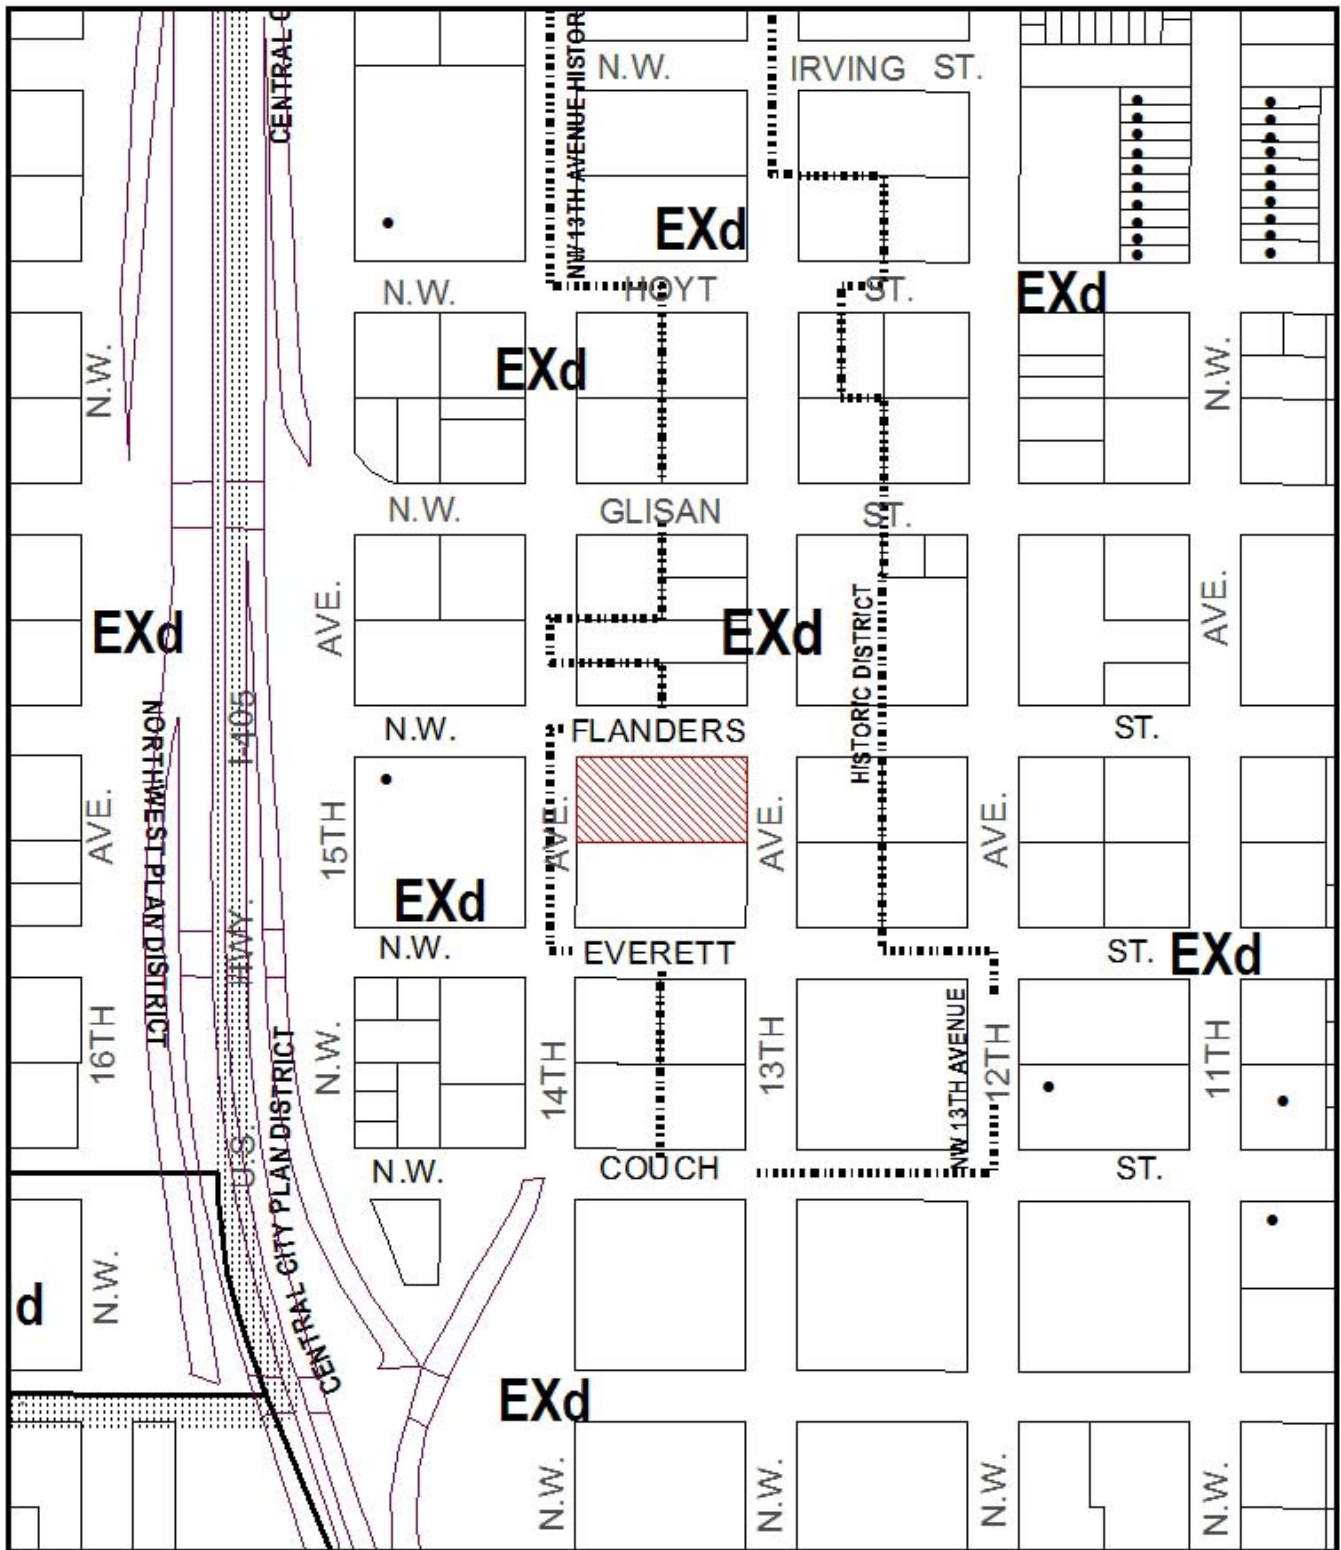 CENTRAL C
NW 13TH AVENUE HISTOR
N.W. IRVING ST.
EXd
N.W. HOYT ST.
EXd
EXd
N.W.
N.W.
N.W. GLISAN ST.
AVE.
AVE.
EXd
EXd
HISTORIC DISTRICT
NORTHWEST PLAN DISTRICT
I-405
N.W. FLANDERS ST.
AVE.
15TH
AVE.
AVE.
AVE.
EXd
HWY.
N.W. EVERETT ST.
EXd
16TH
N.W.
14TH
13TH
NW 13TH AVENUE
12TH
11TH
U.S.
CENTRAL CITY PLAN DISTRICT
N.W. COUCH ST.
d
N.W.
EXd
N.W.
N.W.
N.W.
N.W.